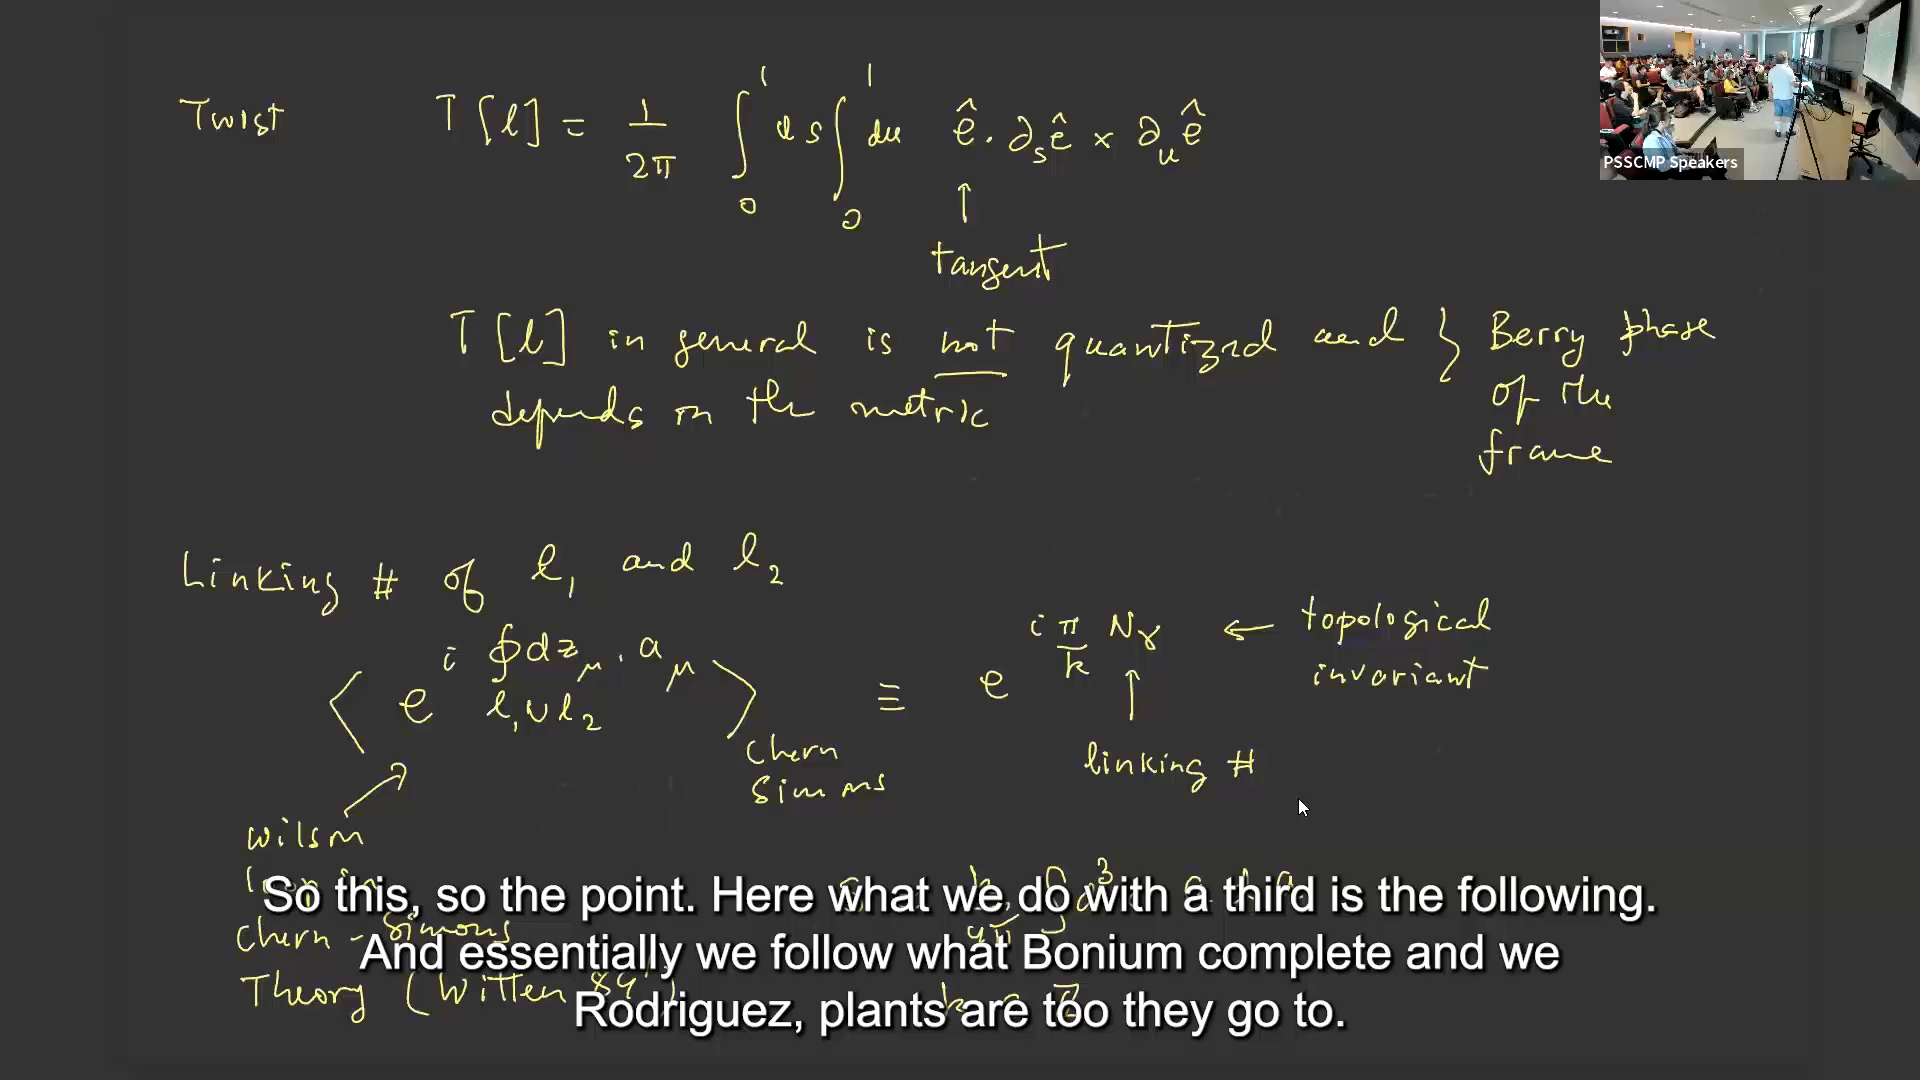 Twist T[ℓ] = 1/2π ∫₀¹ ds ∫₀¹ du ê · ∂ₛê × ∂ᵤê
↑
tangent
T[ℓ] in general is not quantized and } Berry phase
depends on the metric of the
frame
Linking # of ℓ₁ and ℓ₂
⟨ e^{i ∮_{ℓ₁∪ℓ₂} dz_μ · a_μ} ⟩ Chern Simons ≡ e^{i π/k N_γ} ← topological
invariant
↑
linking #
Wilson
Chern-Simons
Theory (Witten 89')
So this, so the point. Here what we do with a third is the following.
And essentially we follow what Bonium complete and we
Rodriguez, plants are too they go to.
PSSCMP Speakers